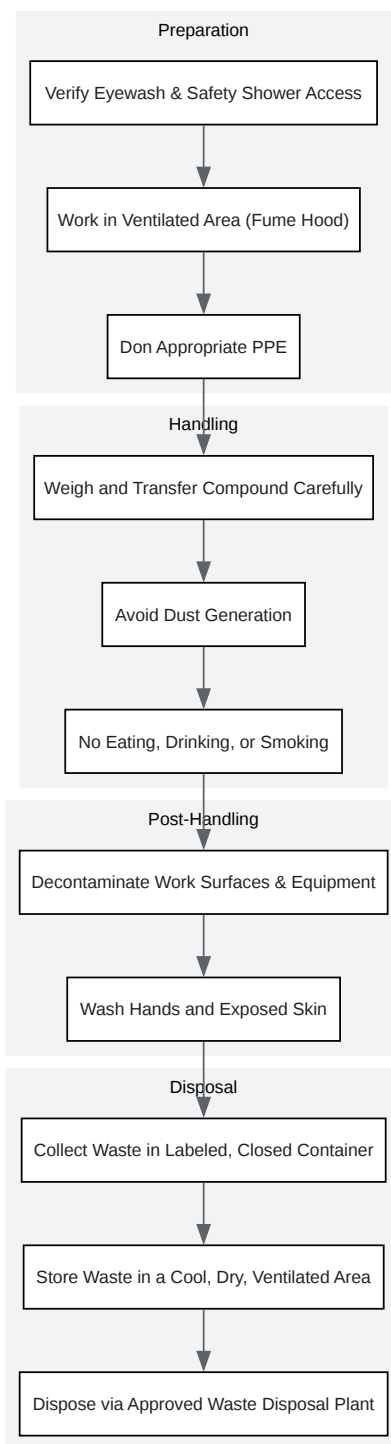 Preparation
Verify Eyewash & Safety Shower Access
Work in Ventilated Area (Fume Hood)
Don Appropriate PPE
Handling
Weigh and Transfer Compound Carefully
Avoid Dust Generation
No Eating, Drinking, or Smoking
Post-Handling
Decontaminate Work Surfaces & Equipment
Wash Hands and Exposed Skin
Disposal
Collect Waste in Labeled, Closed Container
Store Waste in a Cool, Dry, Ventilated Area
Dispose via Approved Waste Disposal Plant